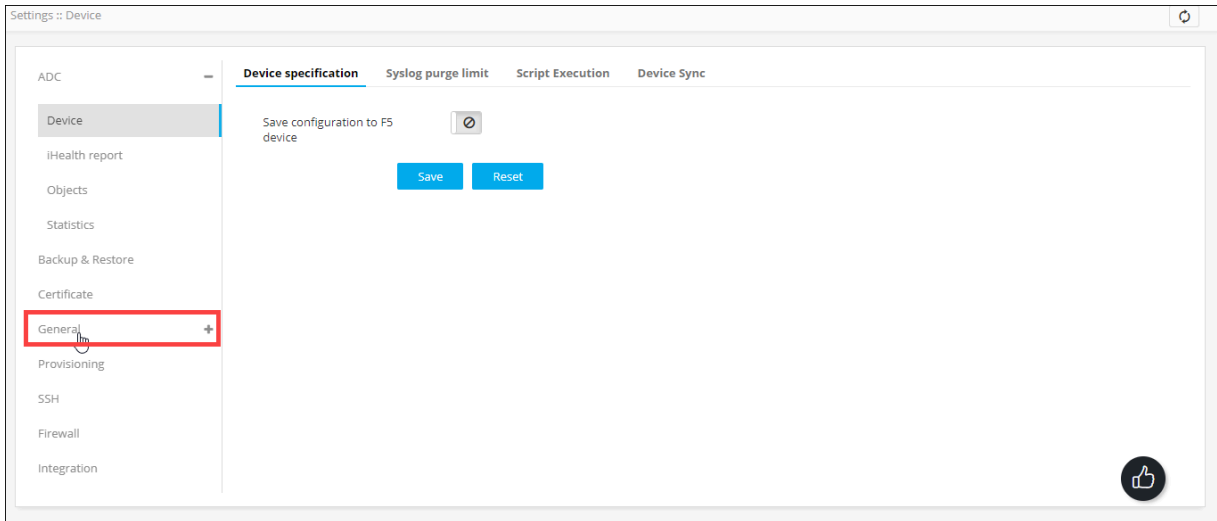 Settings :: Device
ADC
Device
iHealth report
Objects
Statistics
Backup & Restore
Certificate
General
Provisioning
SSH
Firewall
Integration
Device specification Syslog purge limit Script Execution Device Sync
Save configuration to F5
device
Save Reset